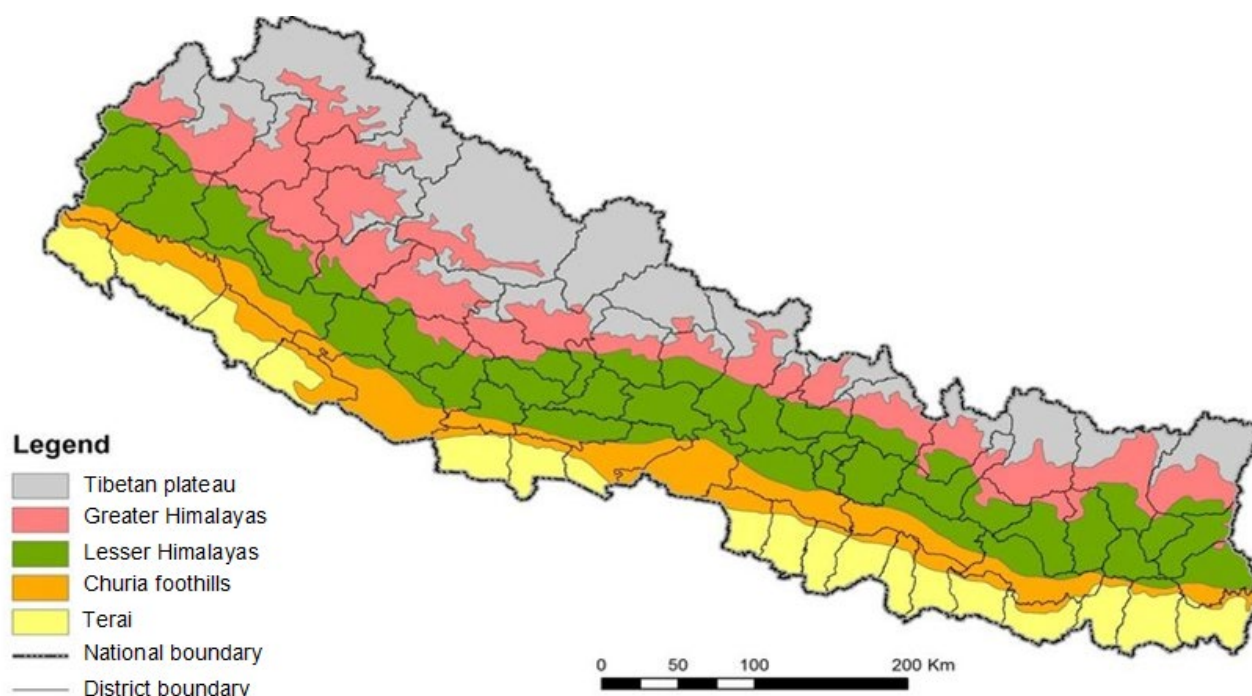 Legend
Tibetan plateau
Greater Himalayas
Lesser Himalayas
Churia foothills
Terai
National boundary
District boundary
0 50 100 200 Km